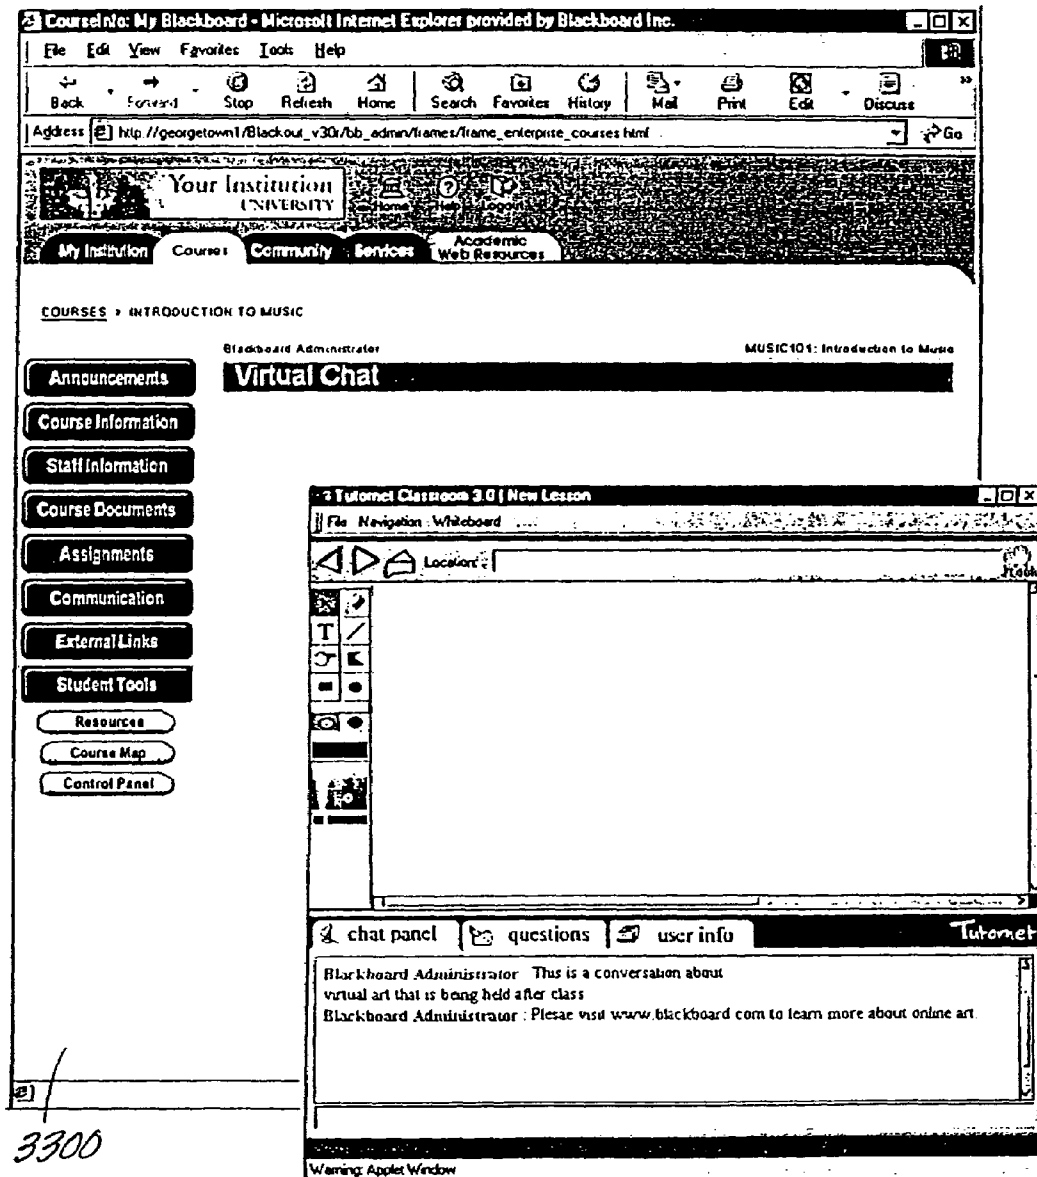 CourseInfo: My Blackboard - Microsoft Internet Explorer provided by Blackboard Inc.
File Edit View Favorites Tools Help
Back Forward Stop Refresh Home Search Favorites History Mail Print Edit Discuss
Address http://georgetown1/Blackout_v30r/bb_admin/frames/frame_enterprise_courses.html Go
Your Institution
UNIVERSITY
Home Help Logout
My Institution Courses Community Services Academic Web Resources
COURSES > INTRODUCTION TO MUSIC
Blackboard Administrator MUSIC101: Introduction to Music
Virtual Chat
Announcements
Course Information
Staff Information
Course Documents
Assignments
Communication
External Links
Student Tools
Resources
Course Map
Control Panel
Tutornet Classroom 3.0 | New Lesson
File Navigation Whiteboard
Location:
T
chat panel questions user info Tutornet
Blackboard Administrator : This is a conversation about
virtual art that is being held after class
Blackboard Administrator : Plesae visit www.blackboard.com to learn more about online art.
Warning: Applet Window
3300